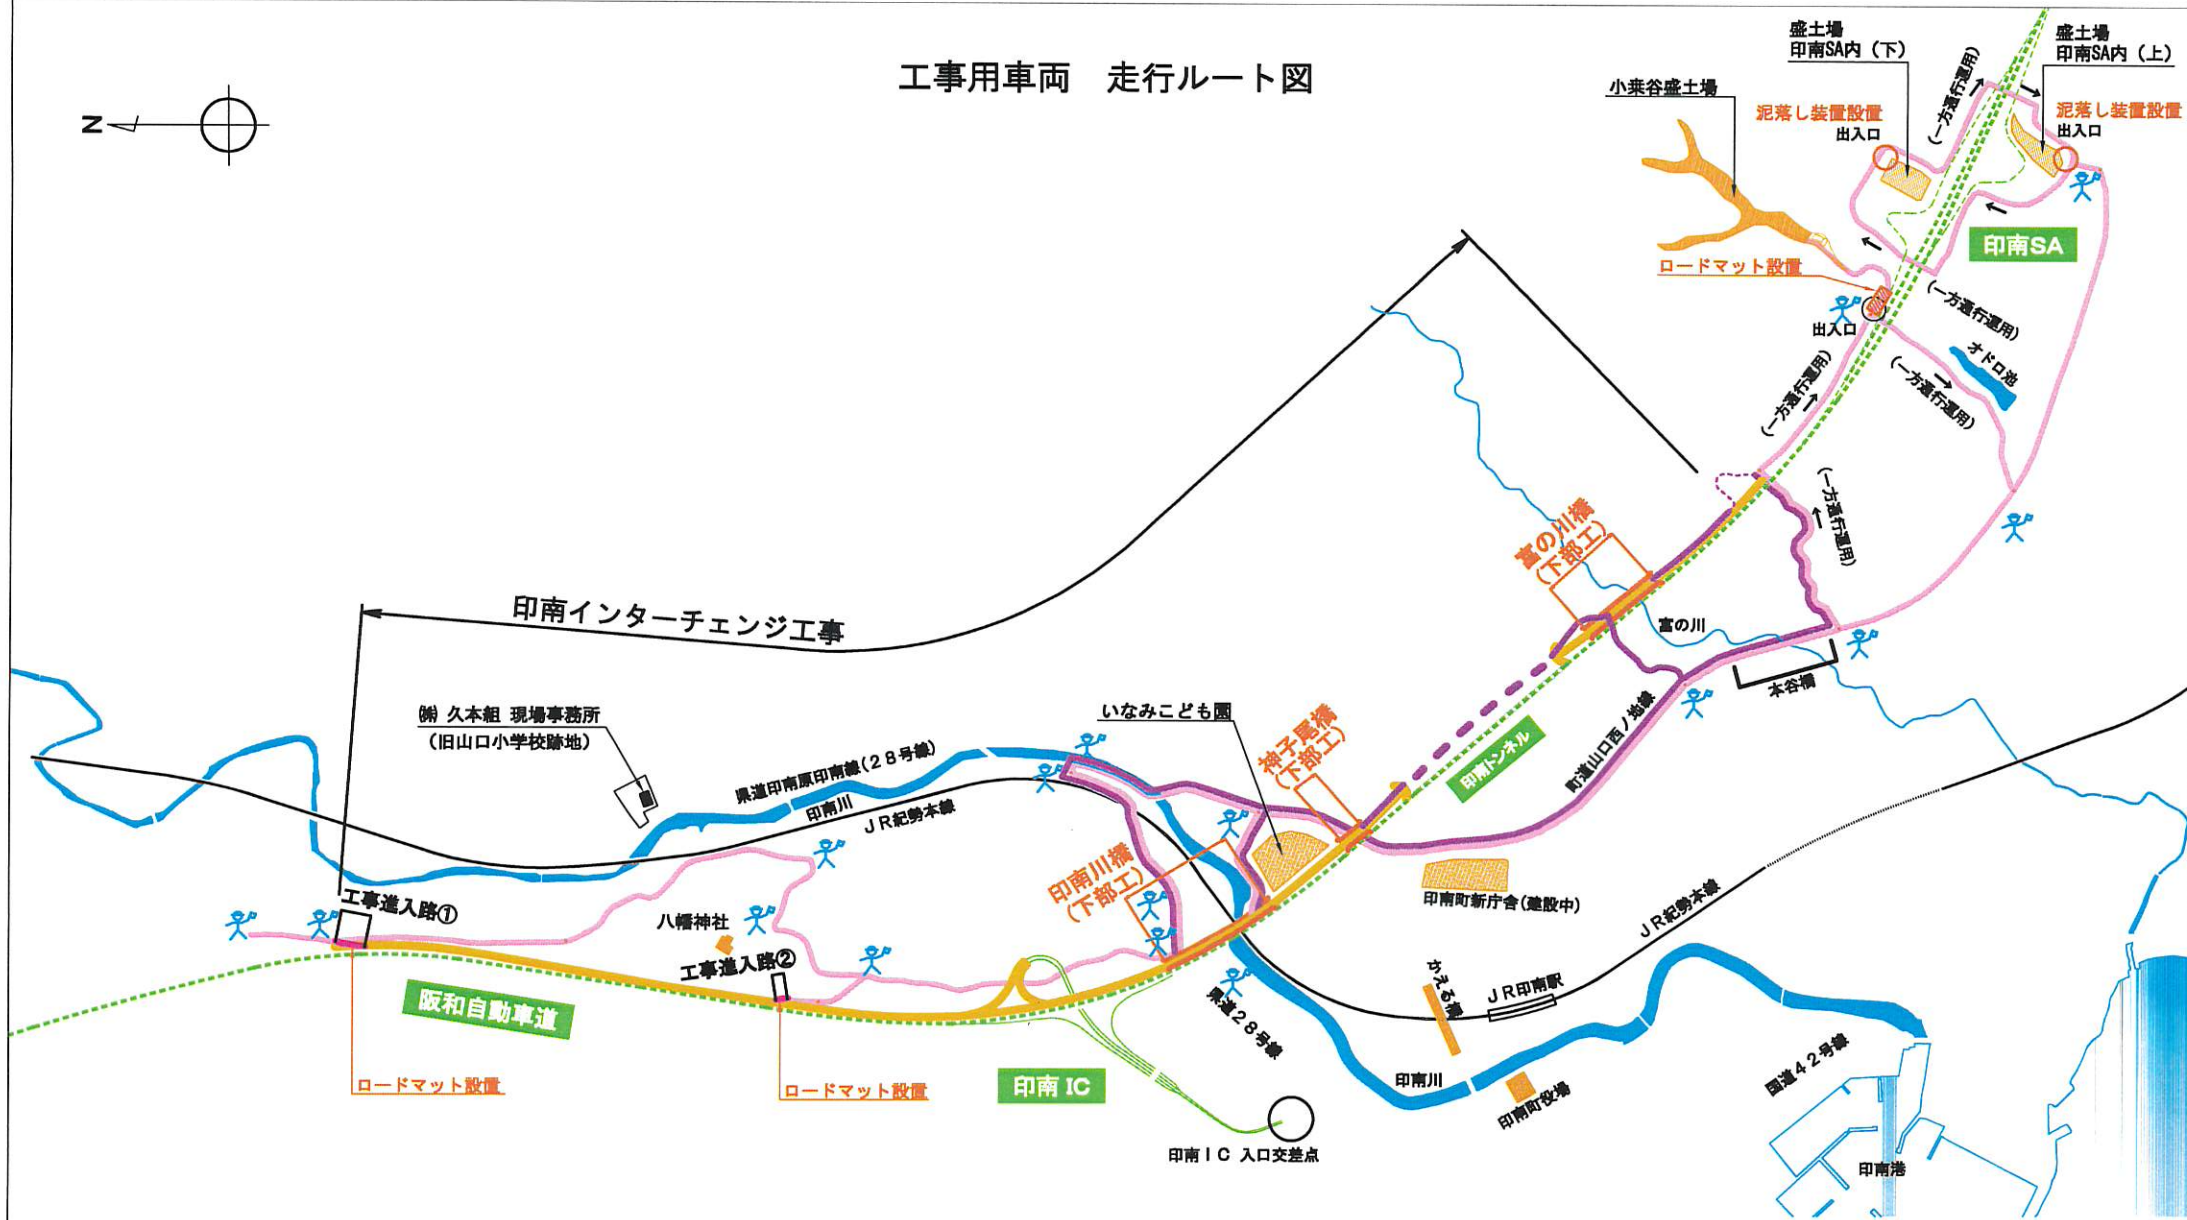 工事用車両　走行ルート図
N
盛土場
印南SA内（下）
盛土場
印南SA内（上）
小乗谷盛土場
泥落し装置設置
出入口
泥落し装置設置
出入口
（一方通行運用）
印南SA
ロードマット設置
出入口
（一方通行運用）
オドロ池
（一方通行運用）
（一方通行運用）
（一方通行運用）
富の川橋
（下部工）
富の川
本谷橋
印南インターチェンジ工事
㈱ 久本組 現場事務所
（旧山口小学校跡地）
県道印南原印南線（２８号線）
印南川
ＪＲ紀勢本線
いなみこども園
神子尾橋
（下部工）
印南トンネル
町道山口西ノ地線
印南川橋
（下部工）
印南町新庁舎（建設中）
工事進入路①
八幡神社
工事進入路②
ＪＲ紀勢本線
阪和自動車道
かえる橋
ＪＲ印南駅
県道２８号線
ロードマット設置
ロードマット設置
印南 IC
印南川
印南町役場
国道４２号線
印南ＩＣ 入口交差点
印南港